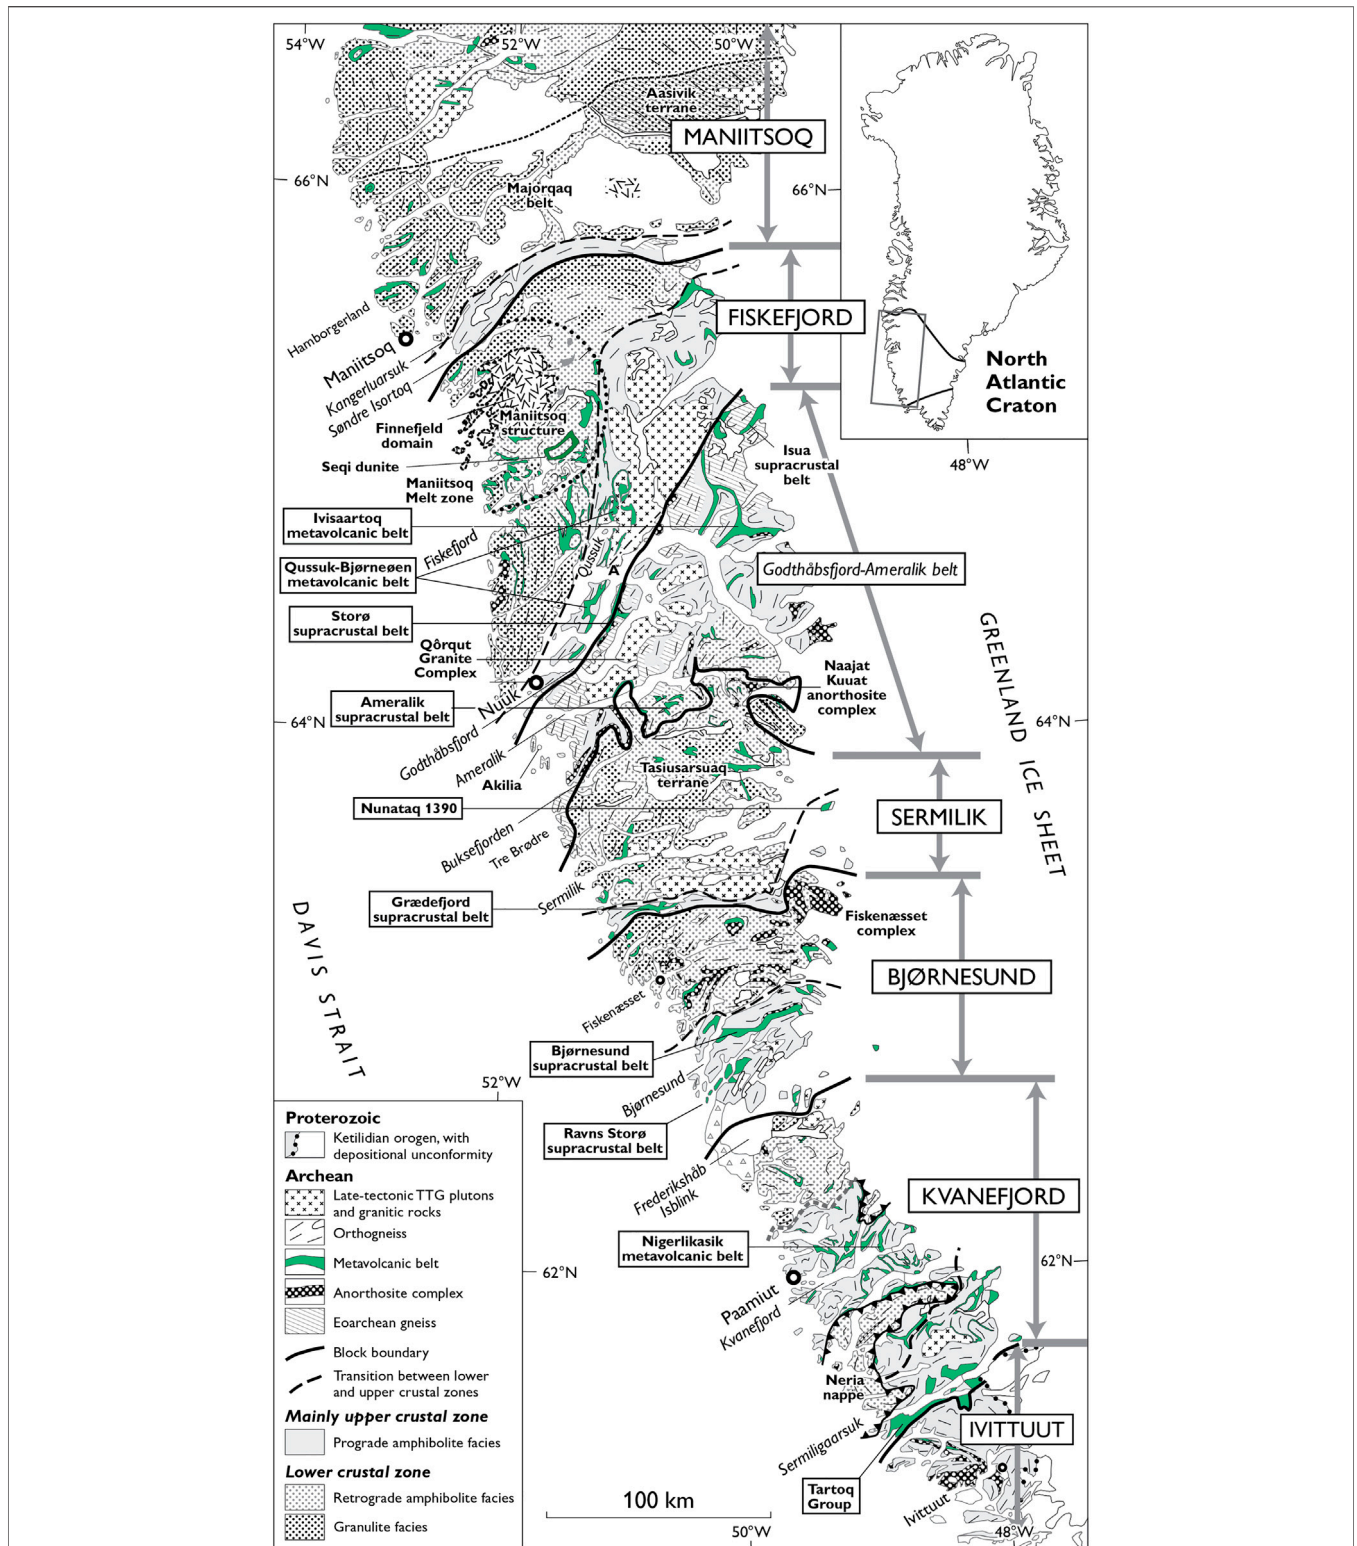 54°W
52°W
50°W
Aasivik
terrane
MANIITSOQ
66°N
66°N
Majorqaq
belt
FISKEFJORD
Hamborgerland
Maniitsoq
Kangerluarsuk
Søndre Isortoq
North
Atlantic
Craton
48°W
Finnefjeld
domain
Maniitsoq
structure
Seqi dunite
Isua
supracrustal
belt
Maniitsoq
Melt zone
Ivisaartoq
metavolcanic belt
Fiskefjord
Qussuk
A
Qussuk-Bjørneøen
metavolcanic belt
Godthåbsfjord-Ameralik belt
Storø
supracrustal belt
GREENLAND ICE SHEET
Qôrqut
Granite
Complex
Naajat
Kuuat
anorthosite
complex
Nuuk
Ameralik
supracrustal belt
64°N
64°N
Godthåbsfjord
Ameralik
Akilia
Tasiusarsuaq
terrane
Nunataq 1390
SERMILIK
Buksefjorden
Tre Brødre
Sermilik
Grædefjord
supracrustal belt
Fiskenæsset
complex
DAVIS STRAIT
BJØRNESUND
Fiskenæsset
Bjørnesund
supracrustal belt
Bjørnesund
52°W
Ravns Storø
supracrustal belt
Frederikshåb
Isblink
KVANEFJORD
Nigerlikasik
metavolcanic belt
62°N
62°N
Paamiut
Kvanefjord
Neria
nappe
Sermiligaarsuk
IVITTUUT
Tartoq
Group
Ivittuut
100 km
50°W
48°W
Proterozoic
Ketilidian orogen, with
depositional unconformity
Archean
Late-tectonic TTG plutons
and granitic rocks
Orthogneiss
Metavolcanic belt
Anorthosite complex
Eoarchean gneiss
Block boundary
Transition between lower
and upper crustal zones
Mainly upper crustal zone
Prograde amphibolite facies
Lower crustal zone
Retrograde amphibolite facies
Granulite facies